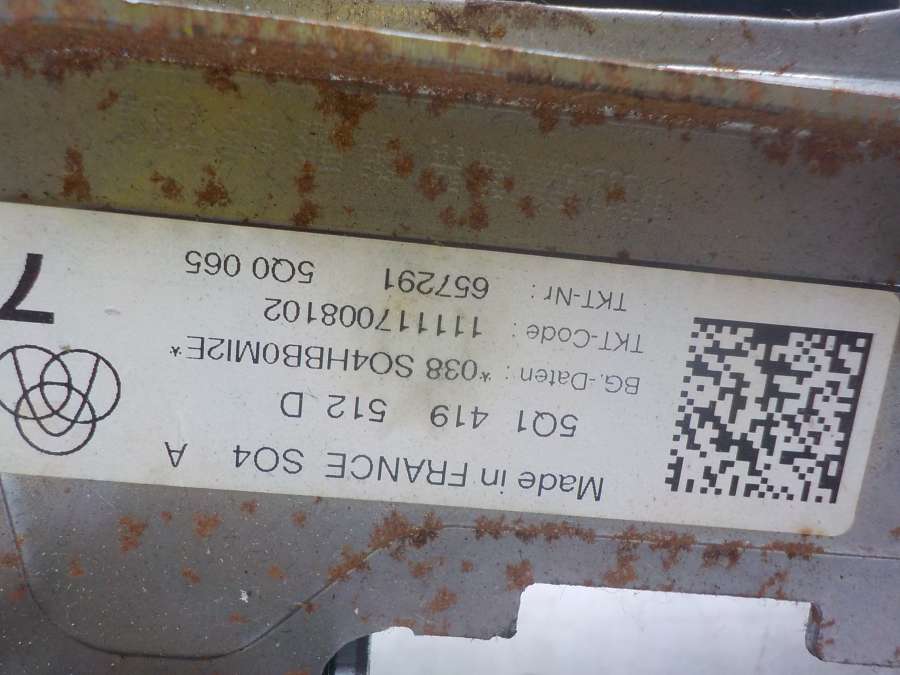 Made in FRANCE SO4 A
5Q1 419 512 D
BG.-Daten : *038 SO4HBB0MI2E*
TKT-Code : 111117008102
TKT-Nr : 657291 5Q0 065
7